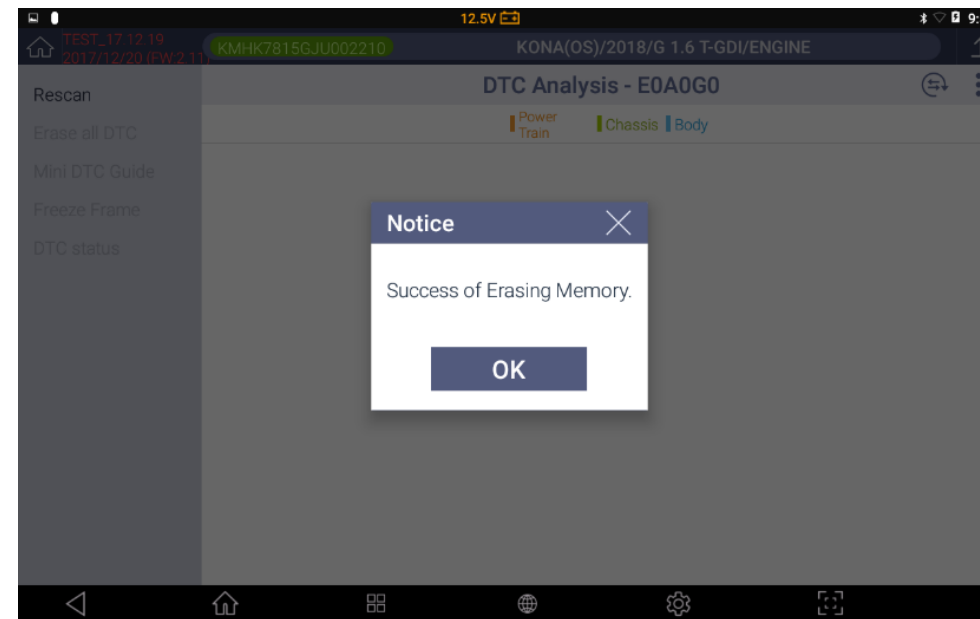 12.5V
9:
TEST_17.12.19
2017/12/20 (FW:2.11)
KMHK7815GJU002210
KONA(OS)/2018/G 1.6 T-GDI/ENGINE
Rescan
DTC Analysis - E0A0G0
Erase all DTC
Power
Train
Chassis
Body
Mini DTC Guide
Freeze Frame
DTC status
Notice
Success of Erasing Memory.
OK